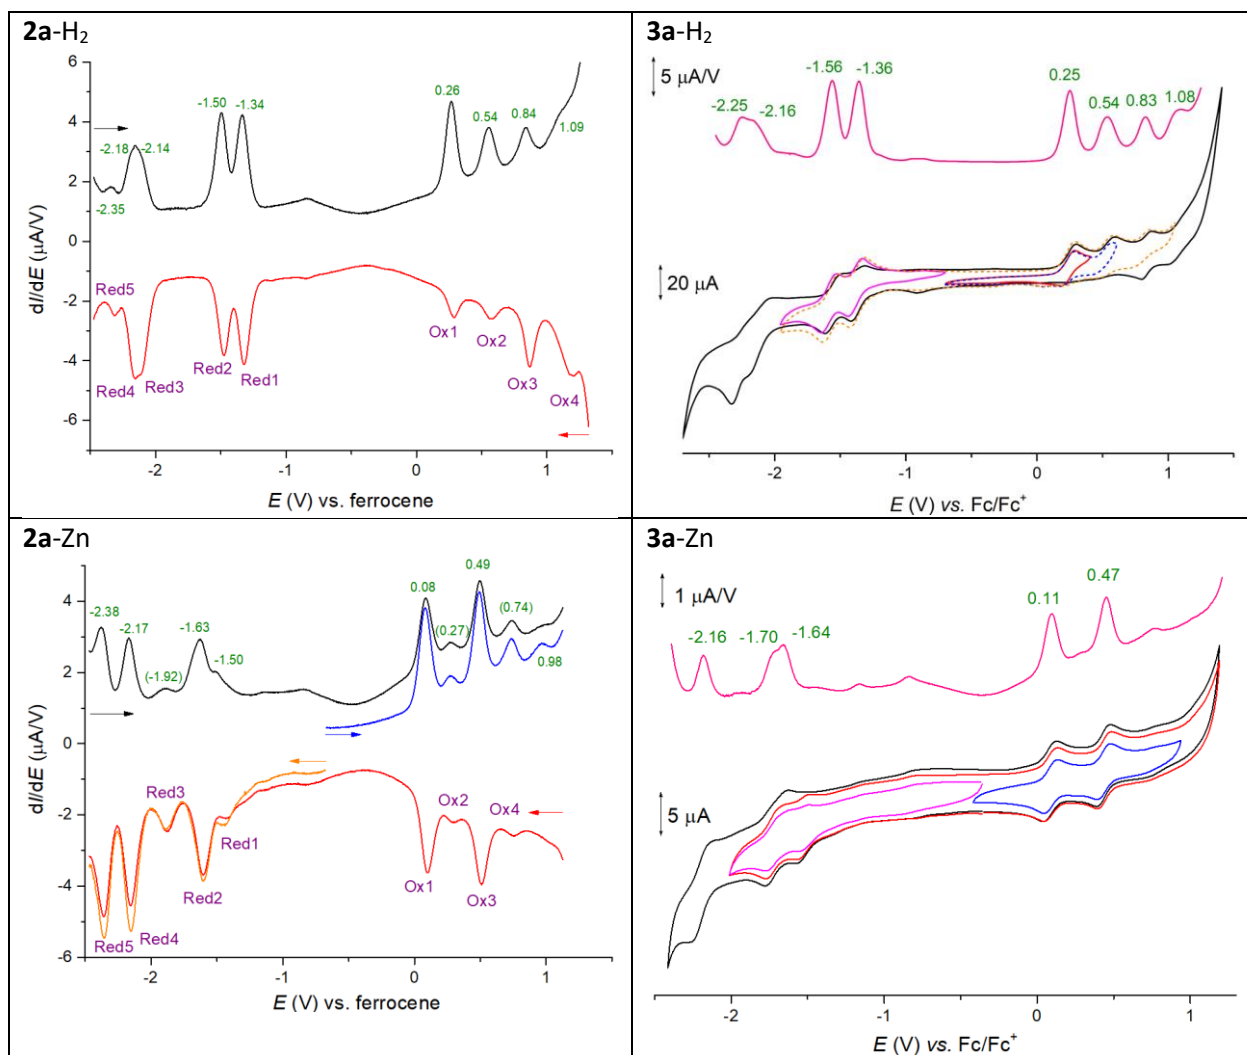 2a-H2
6
4
2
0
-2
-4
-6
dI/dE (μA/V)
-2.18
-2.14
-2.35
-1.50
-1.34
0.26
0.54
0.84
1.09
Red5
Red4
Red3
Red2
Red1
Ox1
Ox2
Ox3
Ox4
-2
-1
0
1
E (V) vs. ferrocene
3a-H2
5 μA/V
-2.25
-2.16
-1.56
-1.36
0.25
0.54
0.83
1.08
20 μA
-2
-1
0
1
E (V) vs. Fc/Fc+
2a-Zn
4
2
0
-2
-4
-6
dI/dE (μA/V)
-2.38
-2.17
(-1.92)
-1.63
-1.50
0.08
(0.27)
0.49
(0.74)
0.98
Red3
Red1
Red2
Red4
Red5
Ox2
Ox4
Ox1
Ox3
-2
-1
0
1
E (V) vs. ferrocene
3a-Zn
1 μA/V
-2.16
-1.70
-1.64
0.11
0.47
5 μA
-2
-1
0
1
E (V) vs. Fc/Fc+